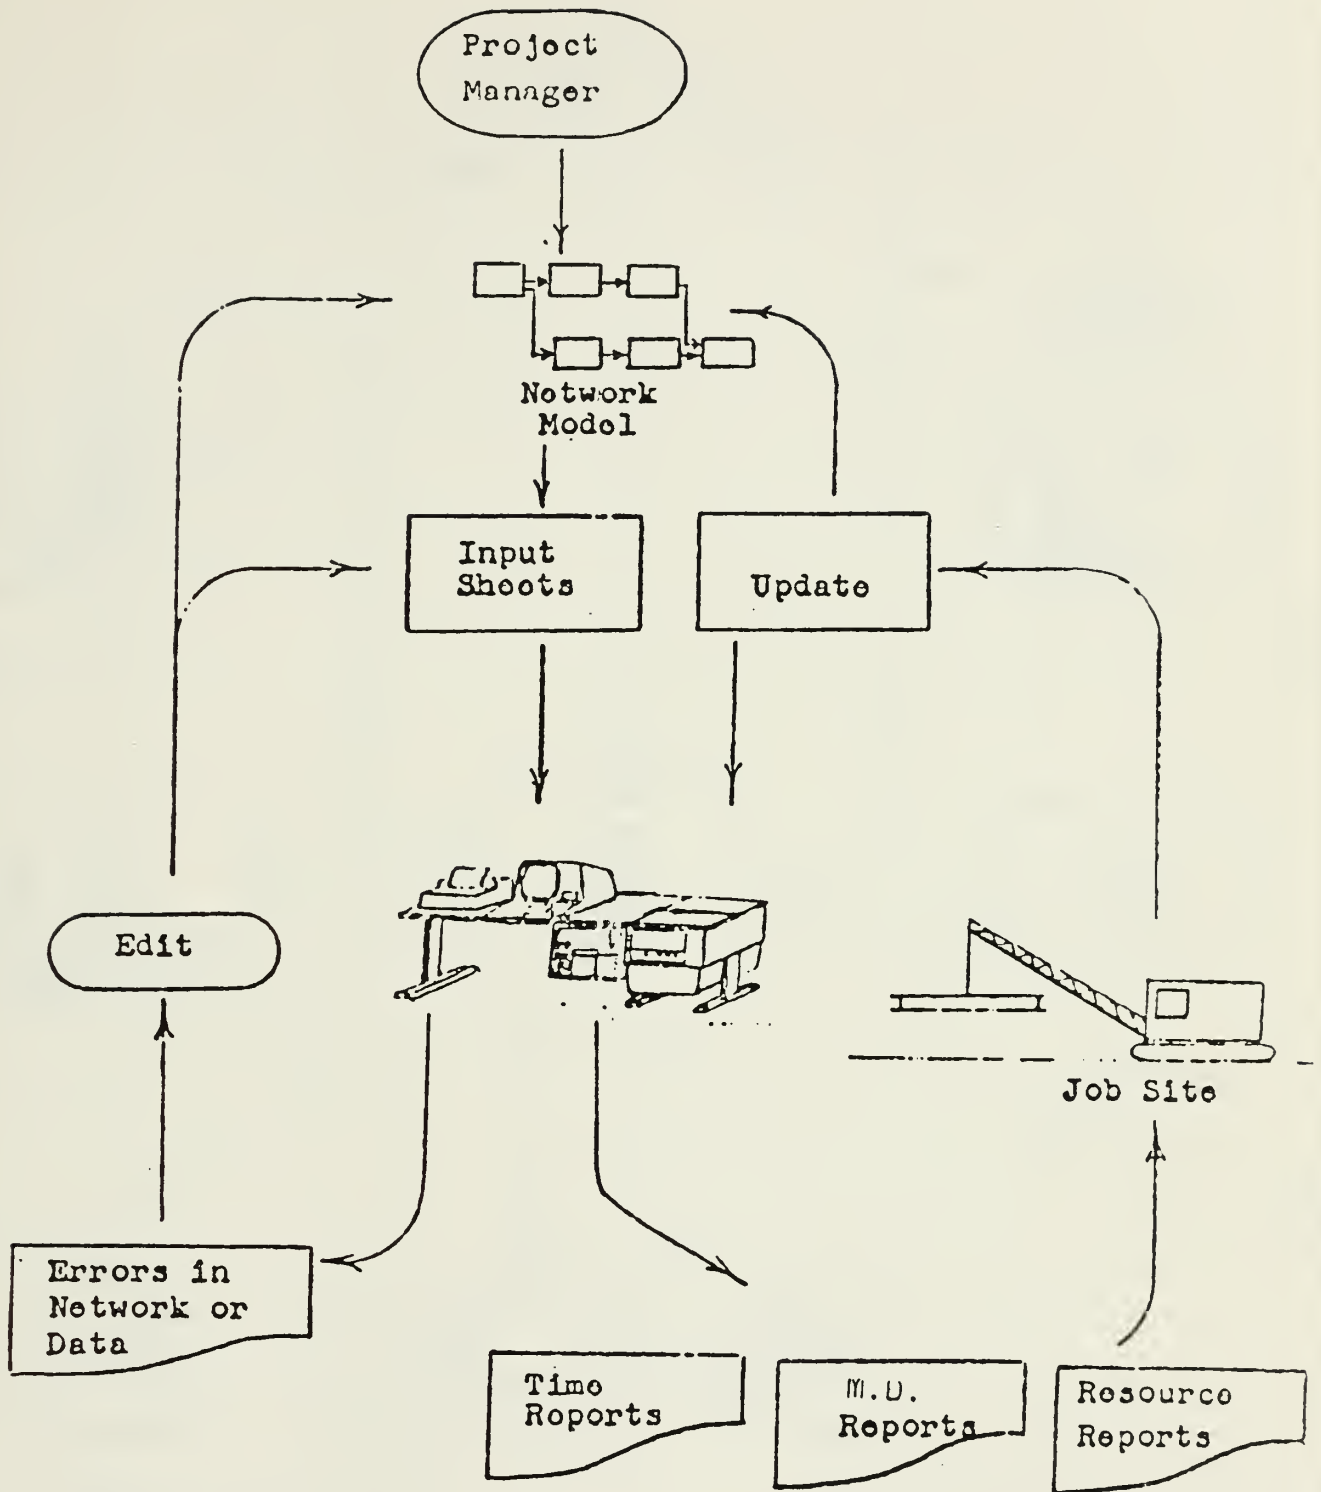 Project
Manager
Network
Model
Input
Sheets
Update
Edit
Job Site
Errors in
Network or
Data
Time
Reports
M.D.
Reports
Resource
Reports